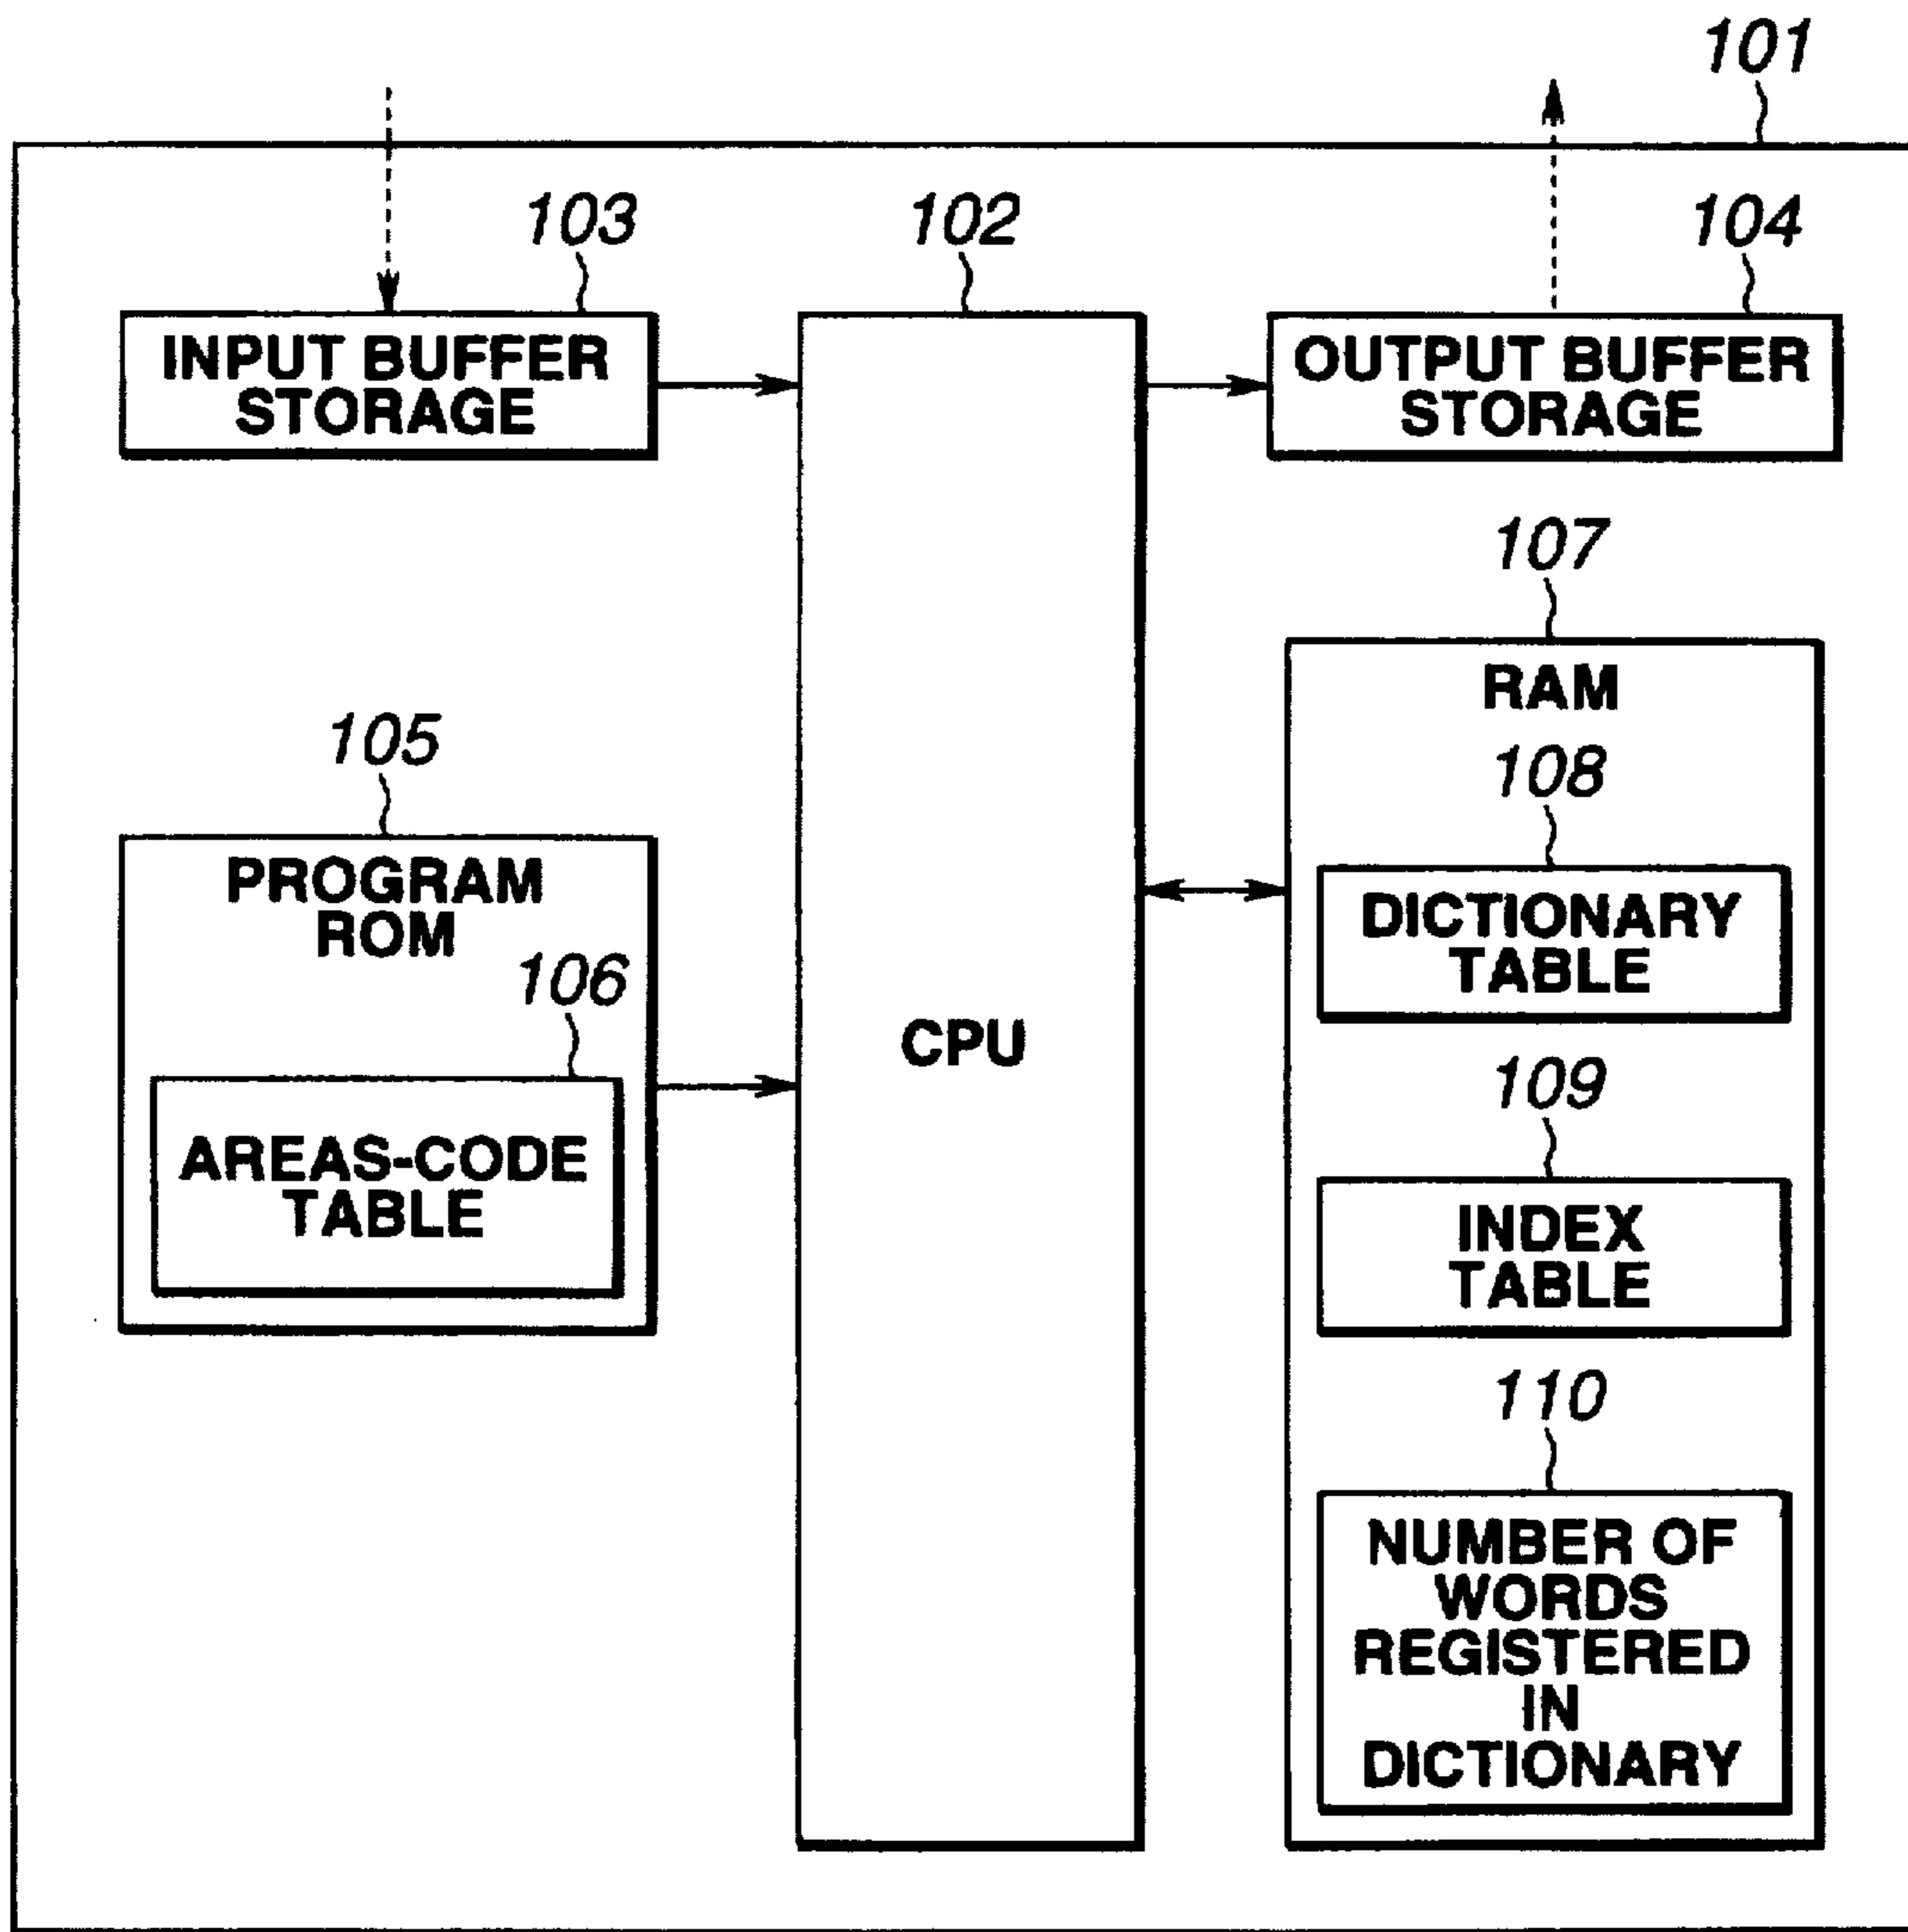 101
103
102
104
INPUT BUFFER
STORAGE
OUTPUT BUFFER
STORAGE
107
RAM
105
108
PROGRAM
ROM
DICTIONARY
TABLE
106
CPU
109
AREAS-CODE
TABLE
INDEX
TABLE
110
NUMBER OF
WORDS
REGISTERED
IN
DICTIONARY